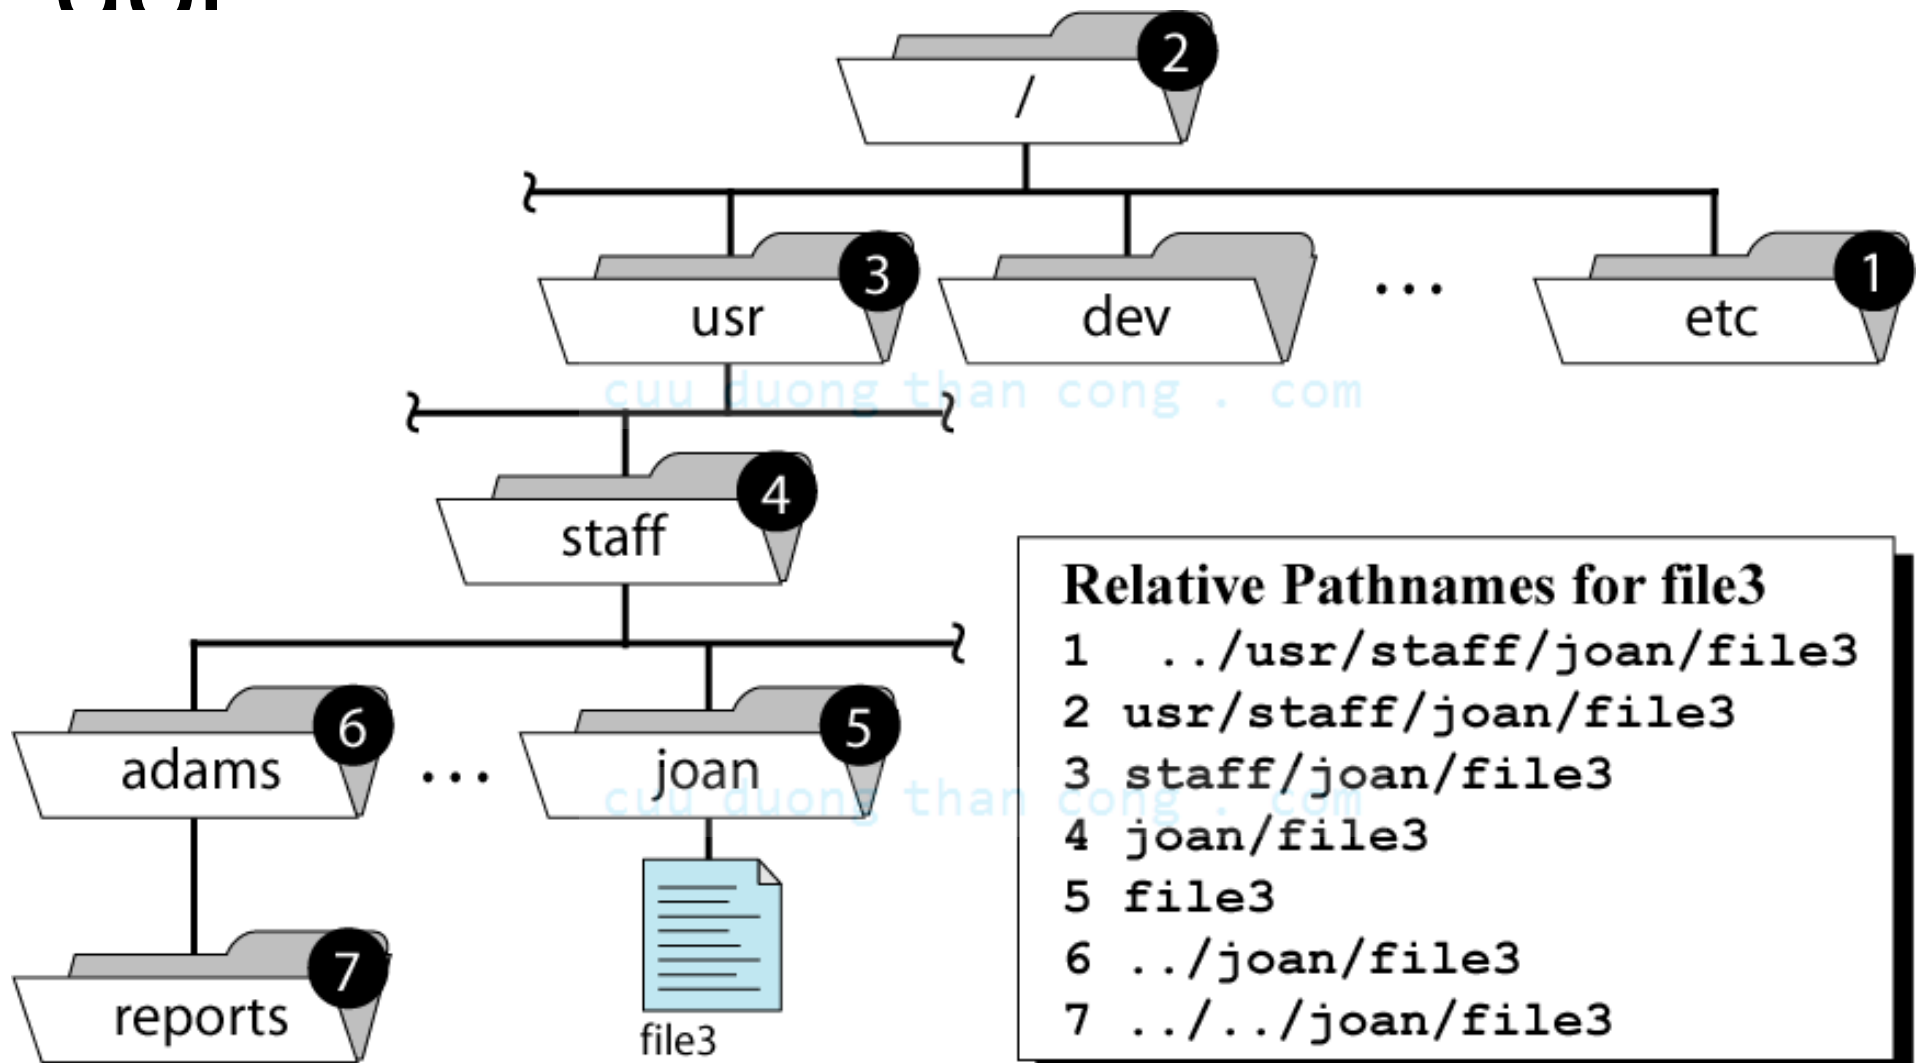 2
/
3
1
usr
dev
...
etc
cuu duong than cong . com
4
staff
6
5
adams
...
joan
cuu duong than cong . com
7
reports
file3
Relative Pathnames for file3
1 ../usr/staff/joan/file3
2 usr/staff/joan/file3
3 staff/joan/file3
4 joan/file3
5 file3
6 ../joan/file3
7 ../../joan/file3